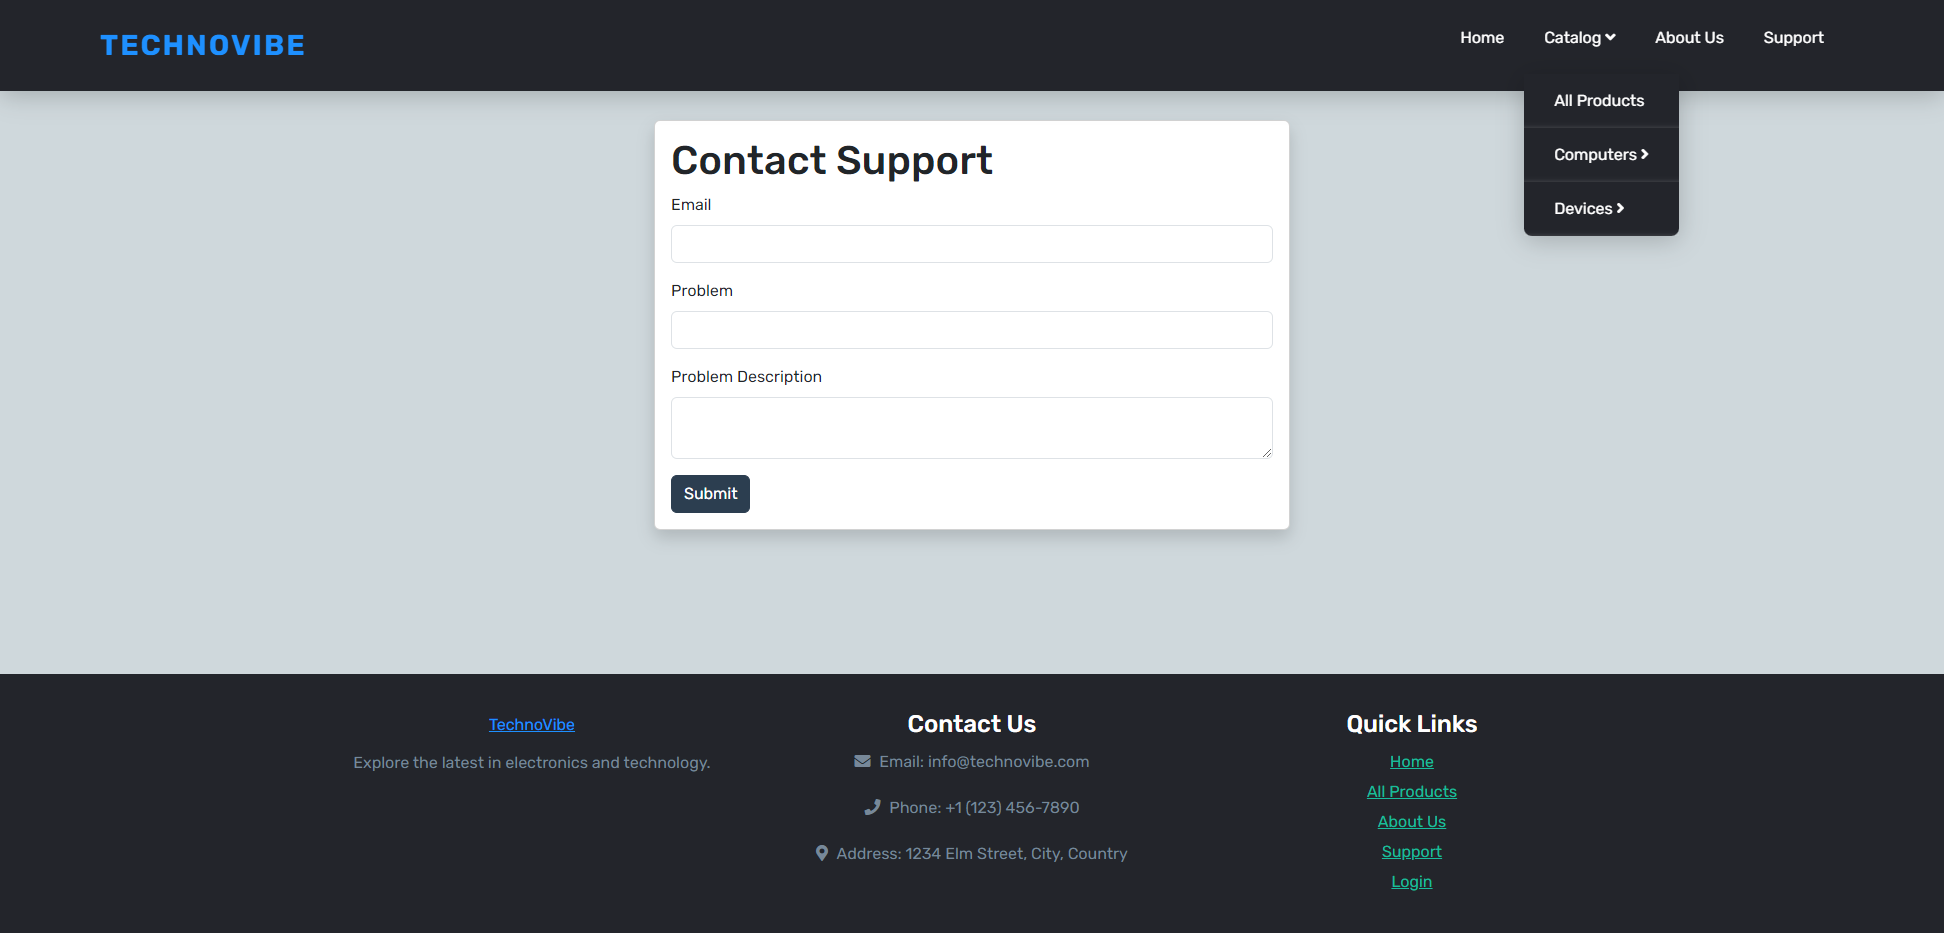 TECHNOVIBE
Home Catalog About Us Support
All Products
Computers
Devices
Contact Support
Email
Problem
Problem Description
Submit
TechnoVibe
Explore the latest in electronics and technology.
Contact Us
Email: info@technovibe.com
Phone: +1 (123) 456-7890
Address: 1234 Elm Street, City, Country
Quick Links
Home
All Products
About Us
Support
Login